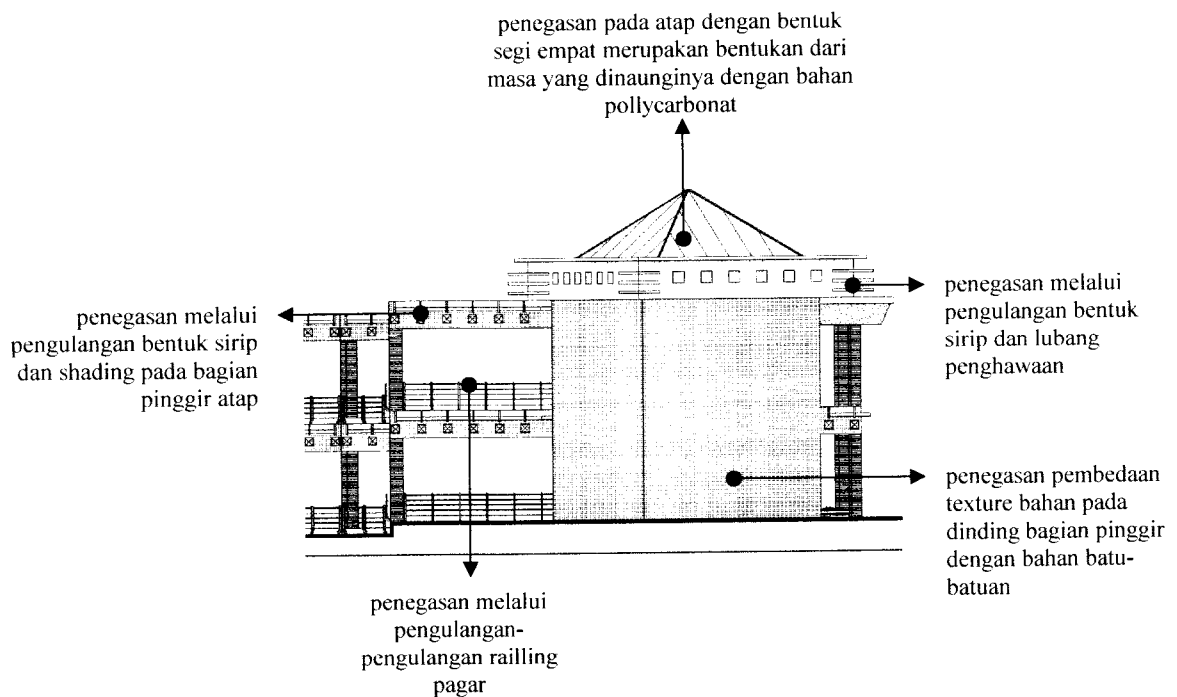 penegasan pada atap dengan bentuk
segi empat merupakan bentukan dari
masa yang dinaunginya dengan bahan
pollycarbonat
penegasan melalui
pengulangan bentuk sirip
dan shading pada bagian
pinggir atap
penegasan melalui
pengulangan bentuk
sirip dan lubang
penghawaan
penegasan pembedaan
texture bahan pada
dinding bagian pinggir
dengan bahan batu-
batuan
penegasan melalui
pengulangan-
pengulangan railling
pagar